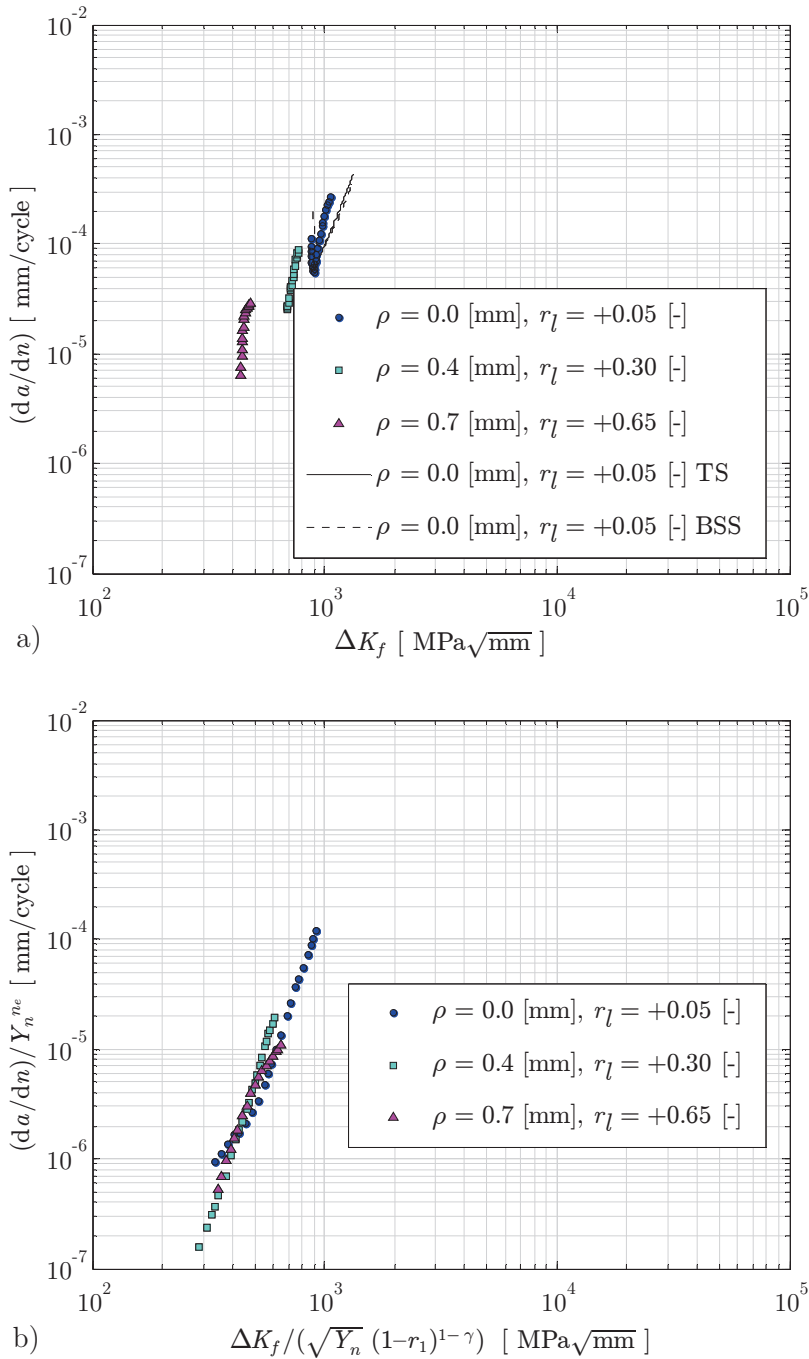 10^-2
10^-3
10^-4
10^-5
10^-6
10^-7
(da/dn) [ mm/cycle ]
ρ = 0.0 [mm], r_l = +0.05 [-]
ρ = 0.4 [mm], r_l = +0.30 [-]
ρ = 0.7 [mm], r_l = +0.65 [-]
ρ = 0.0 [mm], r_l = +0.05 [-] TS
ρ = 0.0 [mm], r_l = +0.05 [-] BSS
10^2 10^3 10^4 10^5
a) ΔK_f [ MPa√mm ]
10^-2
10^-3
10^-4
10^-5
10^-6
10^-7
(da/dn)/Y_n^{n_e} [ mm/cycle ]
ρ = 0.0 [mm], r_l = +0.05 [-]
ρ = 0.4 [mm], r_l = +0.30 [-]
ρ = 0.7 [mm], r_l = +0.65 [-]
10^2 10^3 10^4 10^5
b) ΔK_f/(√Y_n (1-r_1)^{1-γ}) [ MPa√mm ]